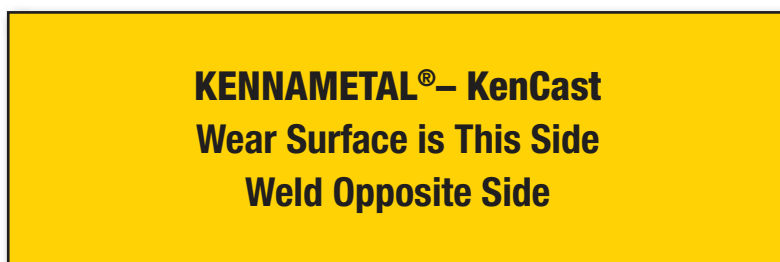 KENNAMETAL®– KenCast
Wear Surface is This Side
Weld Opposite Side